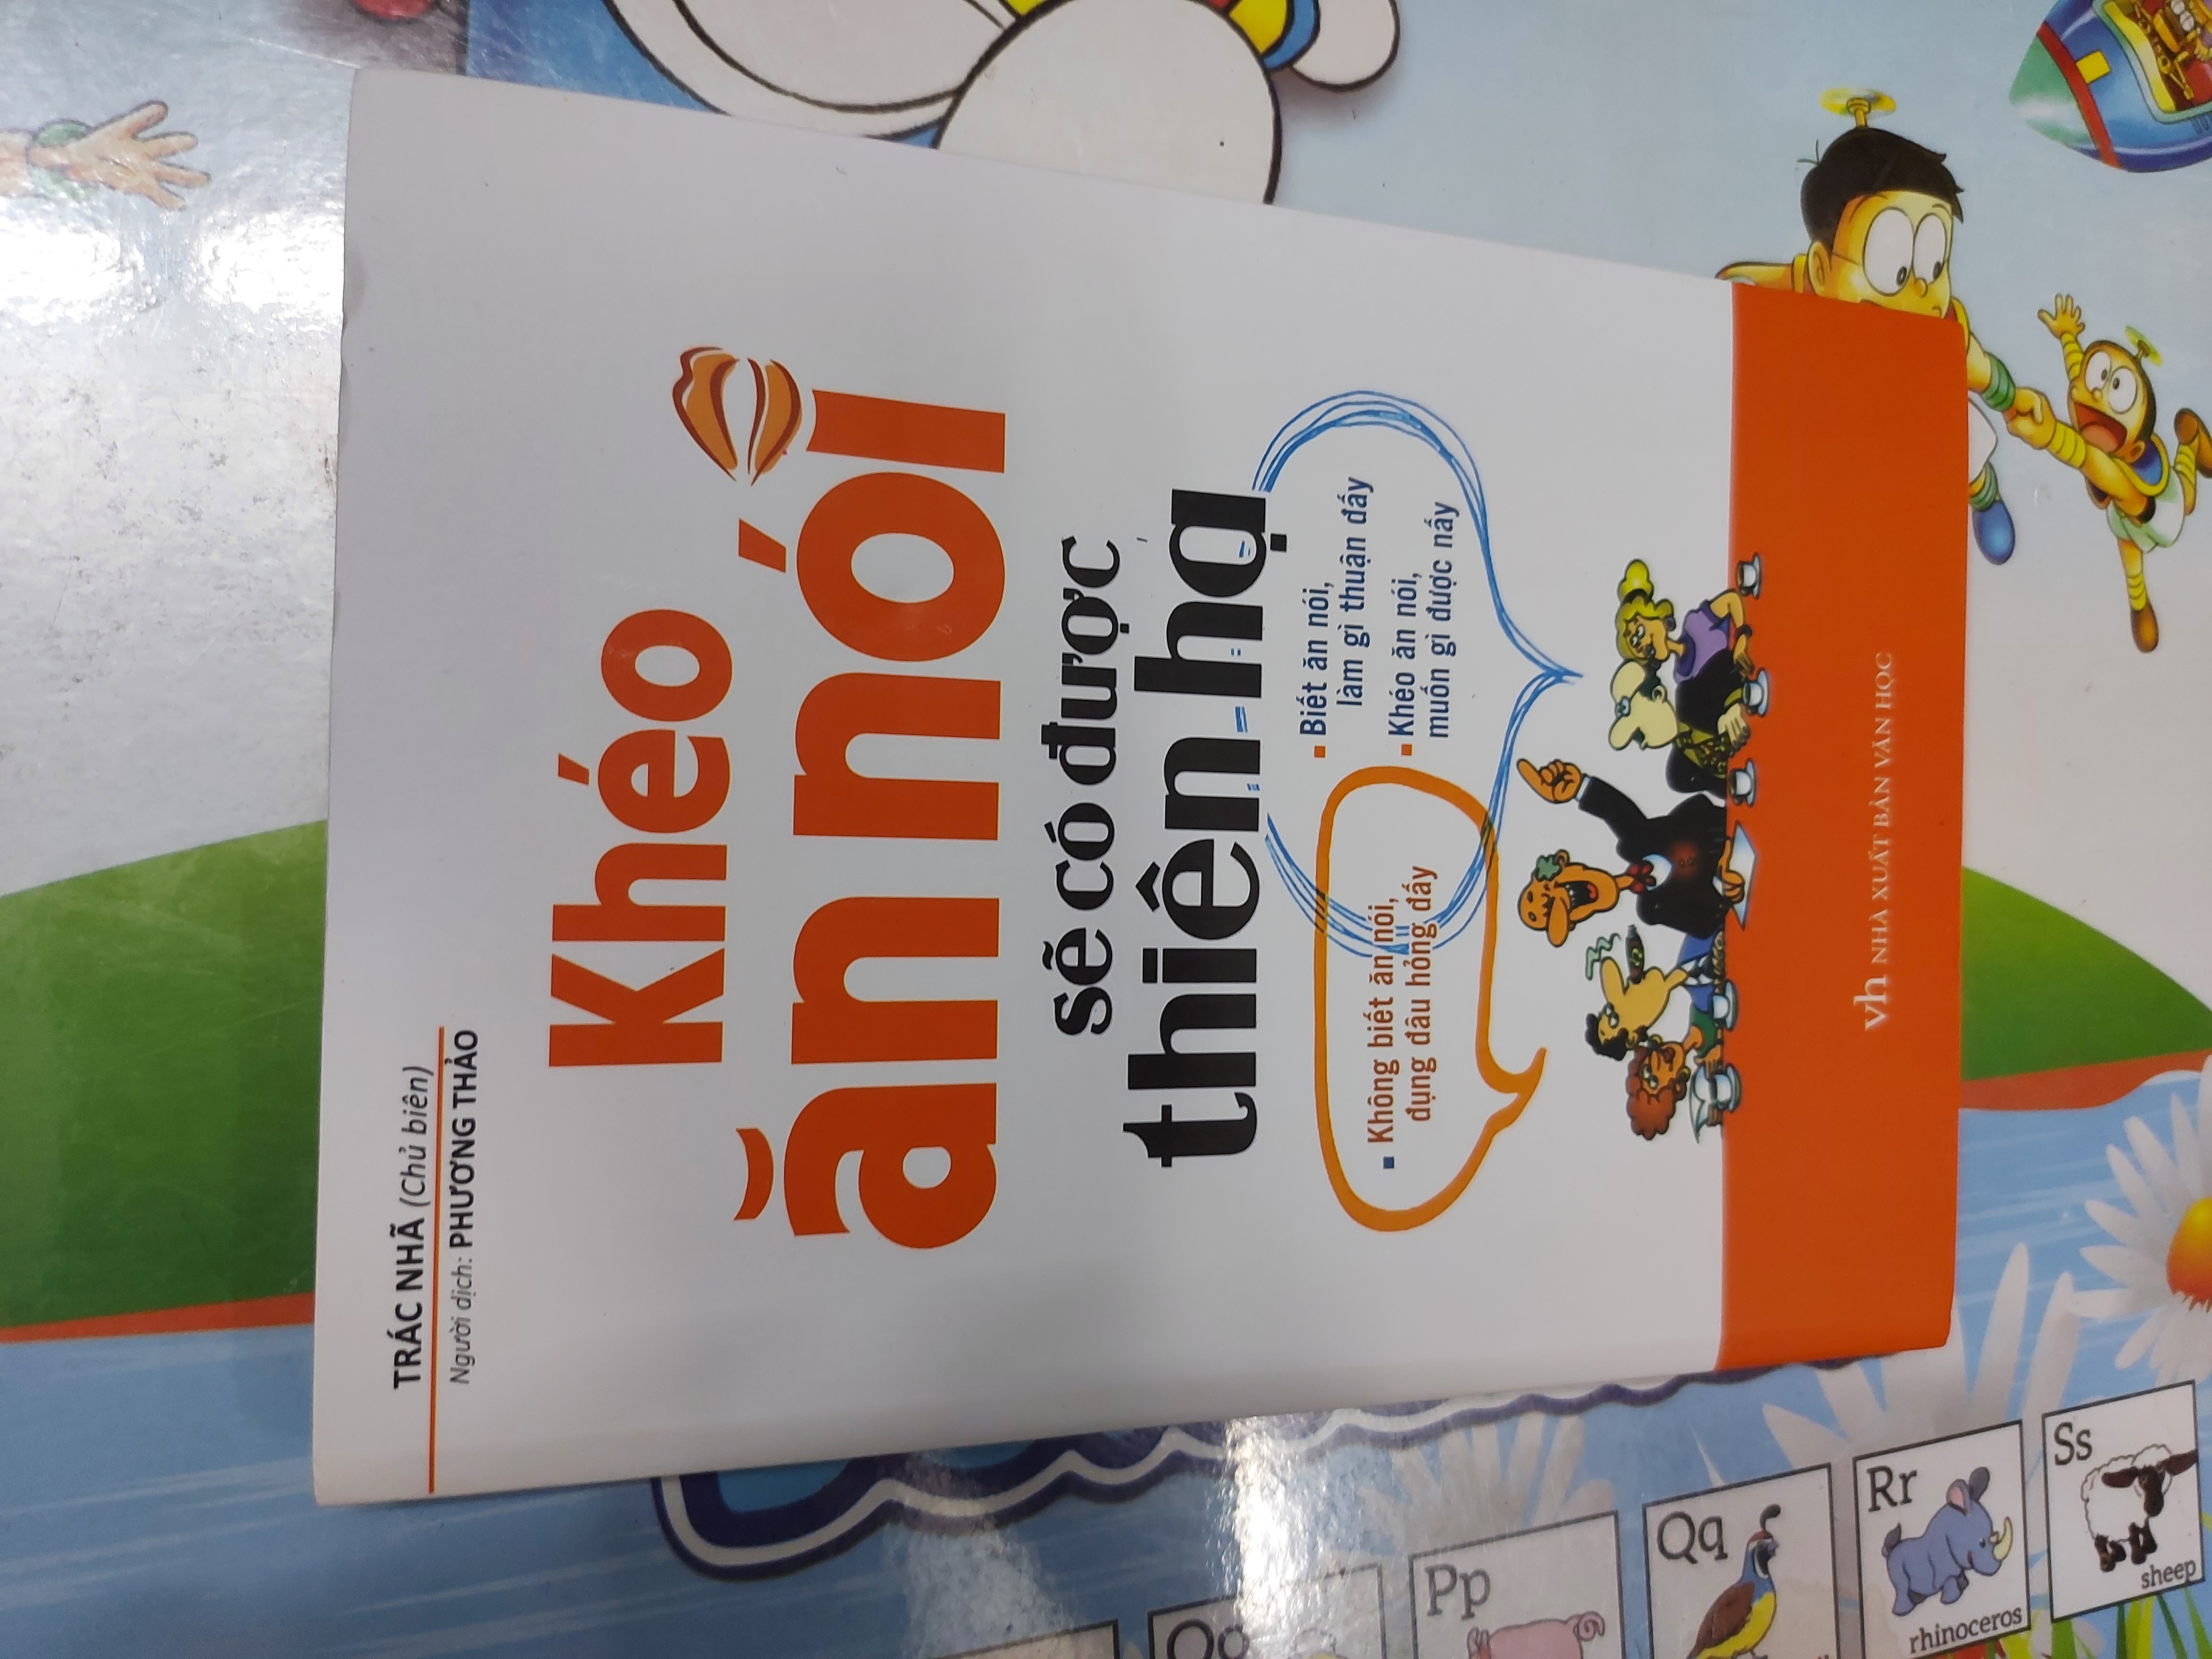 TRÁC NHÃ (Chủ biên)
Người dịch: PHƯƠNG THẢO
Khéo
ăn nói
sẽ có được
thiên hạ
Biết ăn nói,
làm gì thuận đấy
Khéo ăn nói,
muốn gì được nấy
Không biết ăn nói,
đụng đâu hỏng đấy
vh NHÀ XUẤT BẢN VĂN HỌC
Pp
Qq
Rr
rhinoceros
Ss
sheep